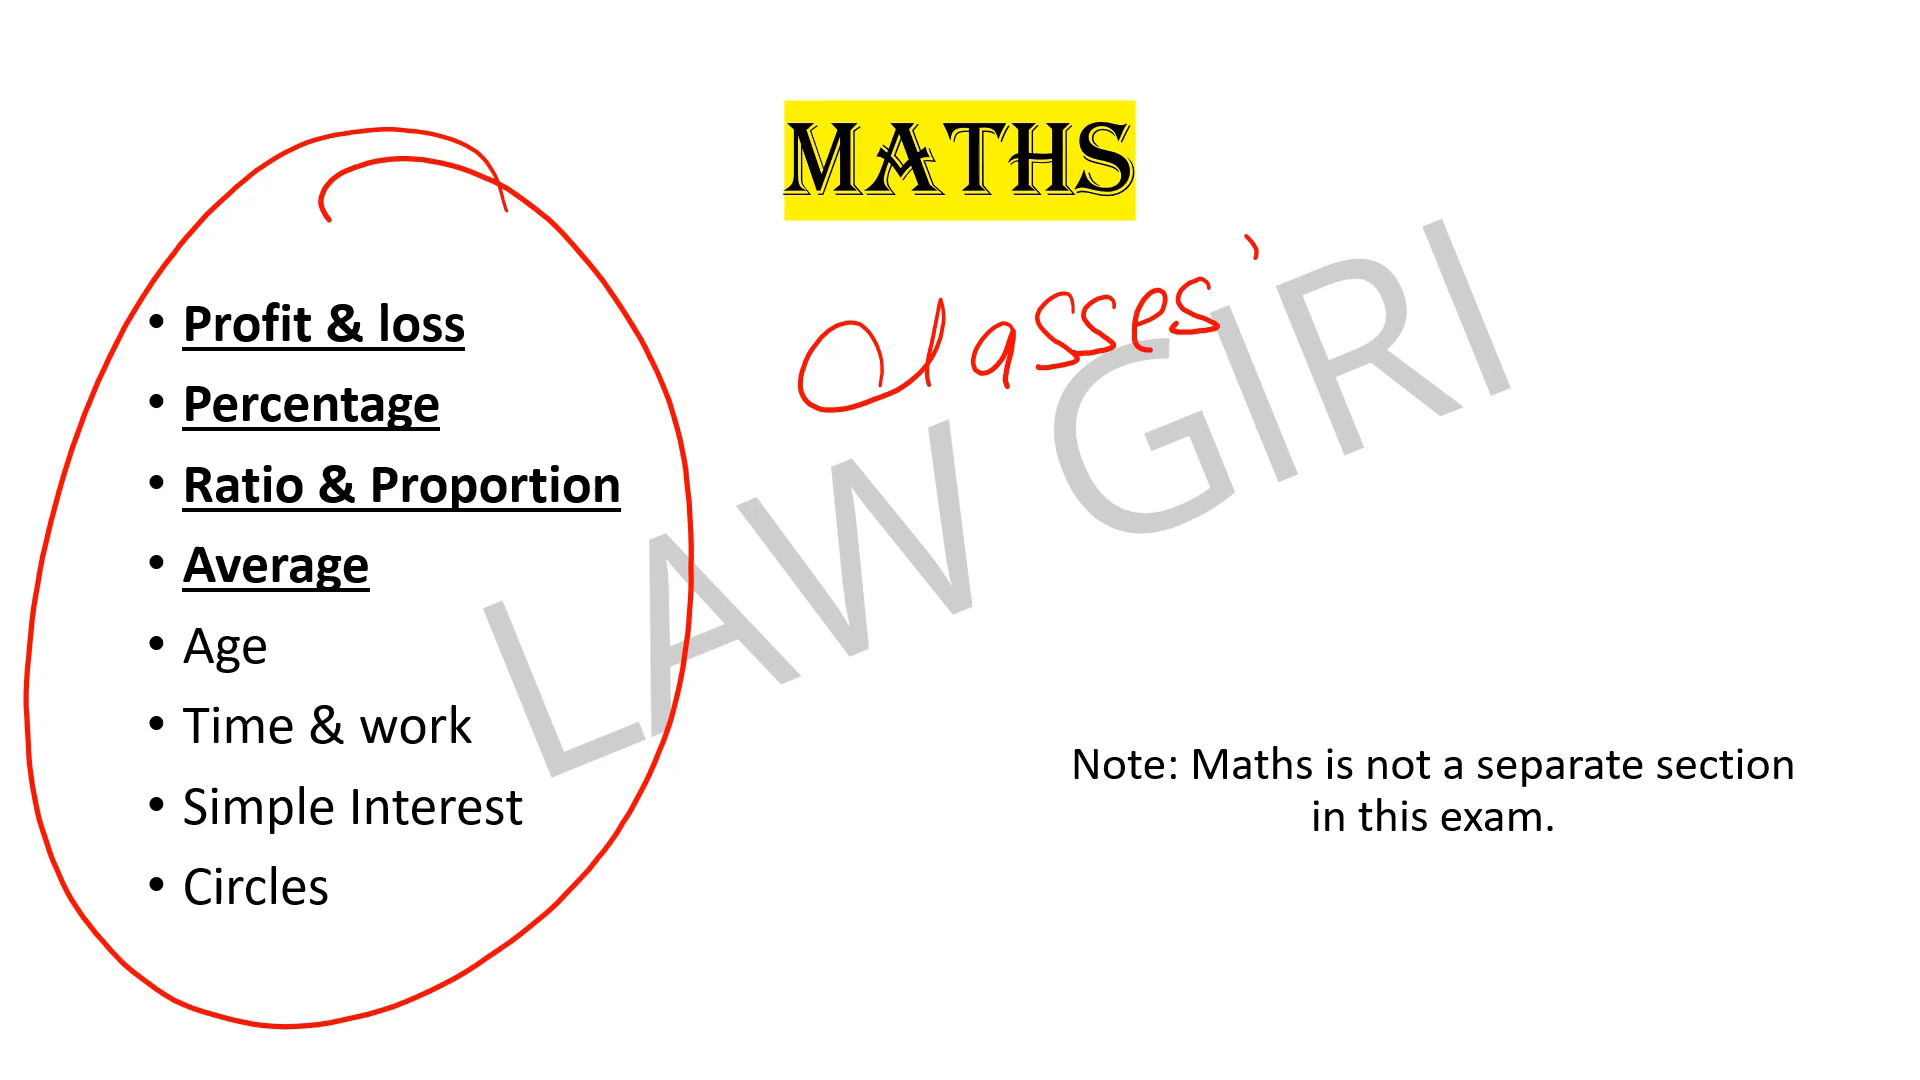 MATHS
classes
• Profit & loss
• Percentage
• Ratio & Proportion
• Average
• Age
• Time & work
• Simple Interest
• Circles
LAW GIRI
Note: Maths is not a separate section
in this exam.